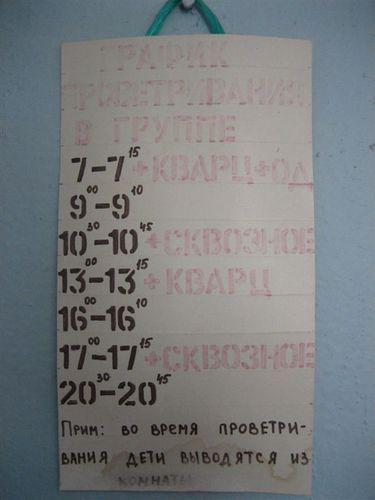 ГРАФИК
ПРОВЕТРИВАНИЯ
В ГРУППЕ
7-7¹⁵+КВАРЦ+ОД
9⁰⁰-9¹⁰
10³⁰-10⁴⁵+СКВОЗНОЕ
13⁰⁰-13¹⁵+КВАРЦ
16⁰⁰-16¹⁰
17⁰⁰-17¹⁵+СКВОЗНОЕ
20³⁰-20⁴⁵
Прим: во время проветри-
вания дети выводятся из
комнаты